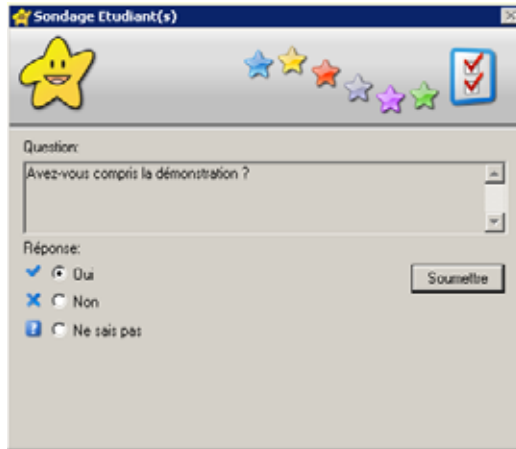 Sondage Etudiant(s)
Question:
Avez-vous compris la démonstration ?
Réponse:
Oui
Soumettre
Non
Ne sais pas